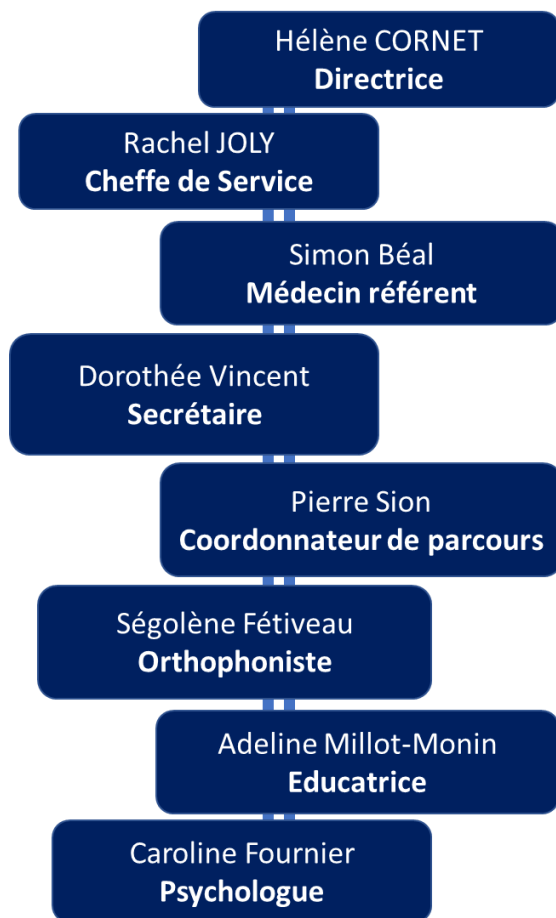 Hélène CORNET
Directrice
Rachel JOLY
Cheffe de Service
Simon Béal
Médecin référent
Dorothée Vincent
Secrétaire
Pierre Sion
Coordonnateur de parcours
Ségolène Fétiveau
Orthophoniste
Adeline Millot-Monin
Educatrice
Caroline Fournier
Psychologue